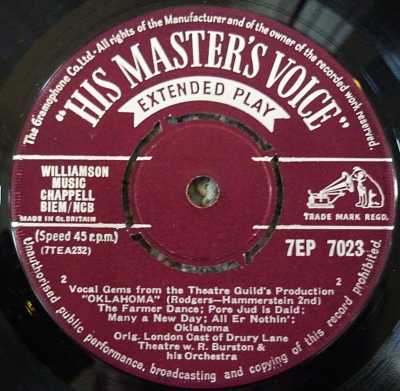 The Gramophone Co. Ltd. - All rights of the Manufacturer and of the owner of the recorded work reserved.
"HIS MASTER'S VOICE"
EXTENDED PLAY
WILLIAMSON
MUSIC
CHAPPELL
BIEM/NCB
MADE IN Gt. BRITAIN
TRADE MARK REGD.
(Speed 45 r.p.m.)
(7TEA232)
7EP 7023
2 2
Vocal Gems from the Theatre Guild's Production
"OKLAHOMA" (Rodgers—Hammerstein 2nd)
The Farmer Dance; Pore Jud is Daid;
Many a New Day; All Er Nothin';
Oklahoma
Orig. London Cast of Drury Lane
Theatre w. R. Burston &
his Orchestra
Unauthorised public performance, broadcasting and copying of this record prohibited.